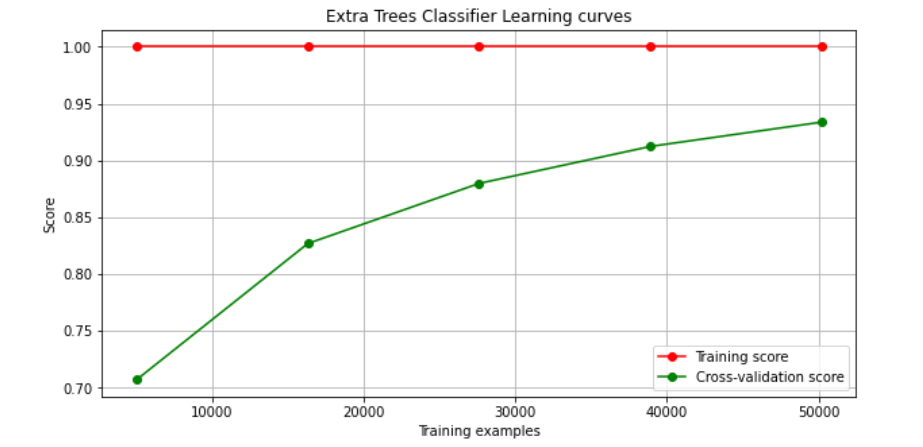 Extra Trees Classifier Learning curves
1.00
0.95
0.90
0.85
0.80
0.75
0.70
Score
Training score
Cross-validation score
10000 20000 30000 40000 50000
Training examples